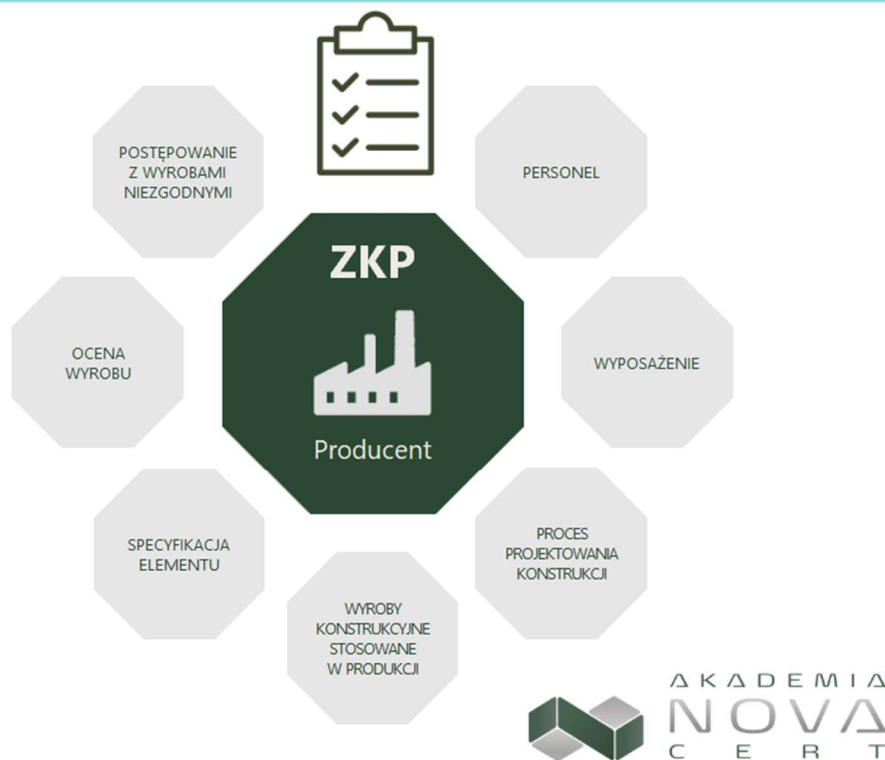 POSTĘPOWANIE
Z WYROBAMI
NIEZGODNYMI
PERSONEL
ZKP
Producent
OCENA
WYROBU
WYPOSAŻENIE
SPECYFIKACJA
ELEMENTU
PROCES
PROJEKTOWANIA
KONSTRUKCJI
WYROBY
KONSTRUKCYJNE
STOSOWANE
W PRODUKCJI
AKADEMIA
NOVA
CERT